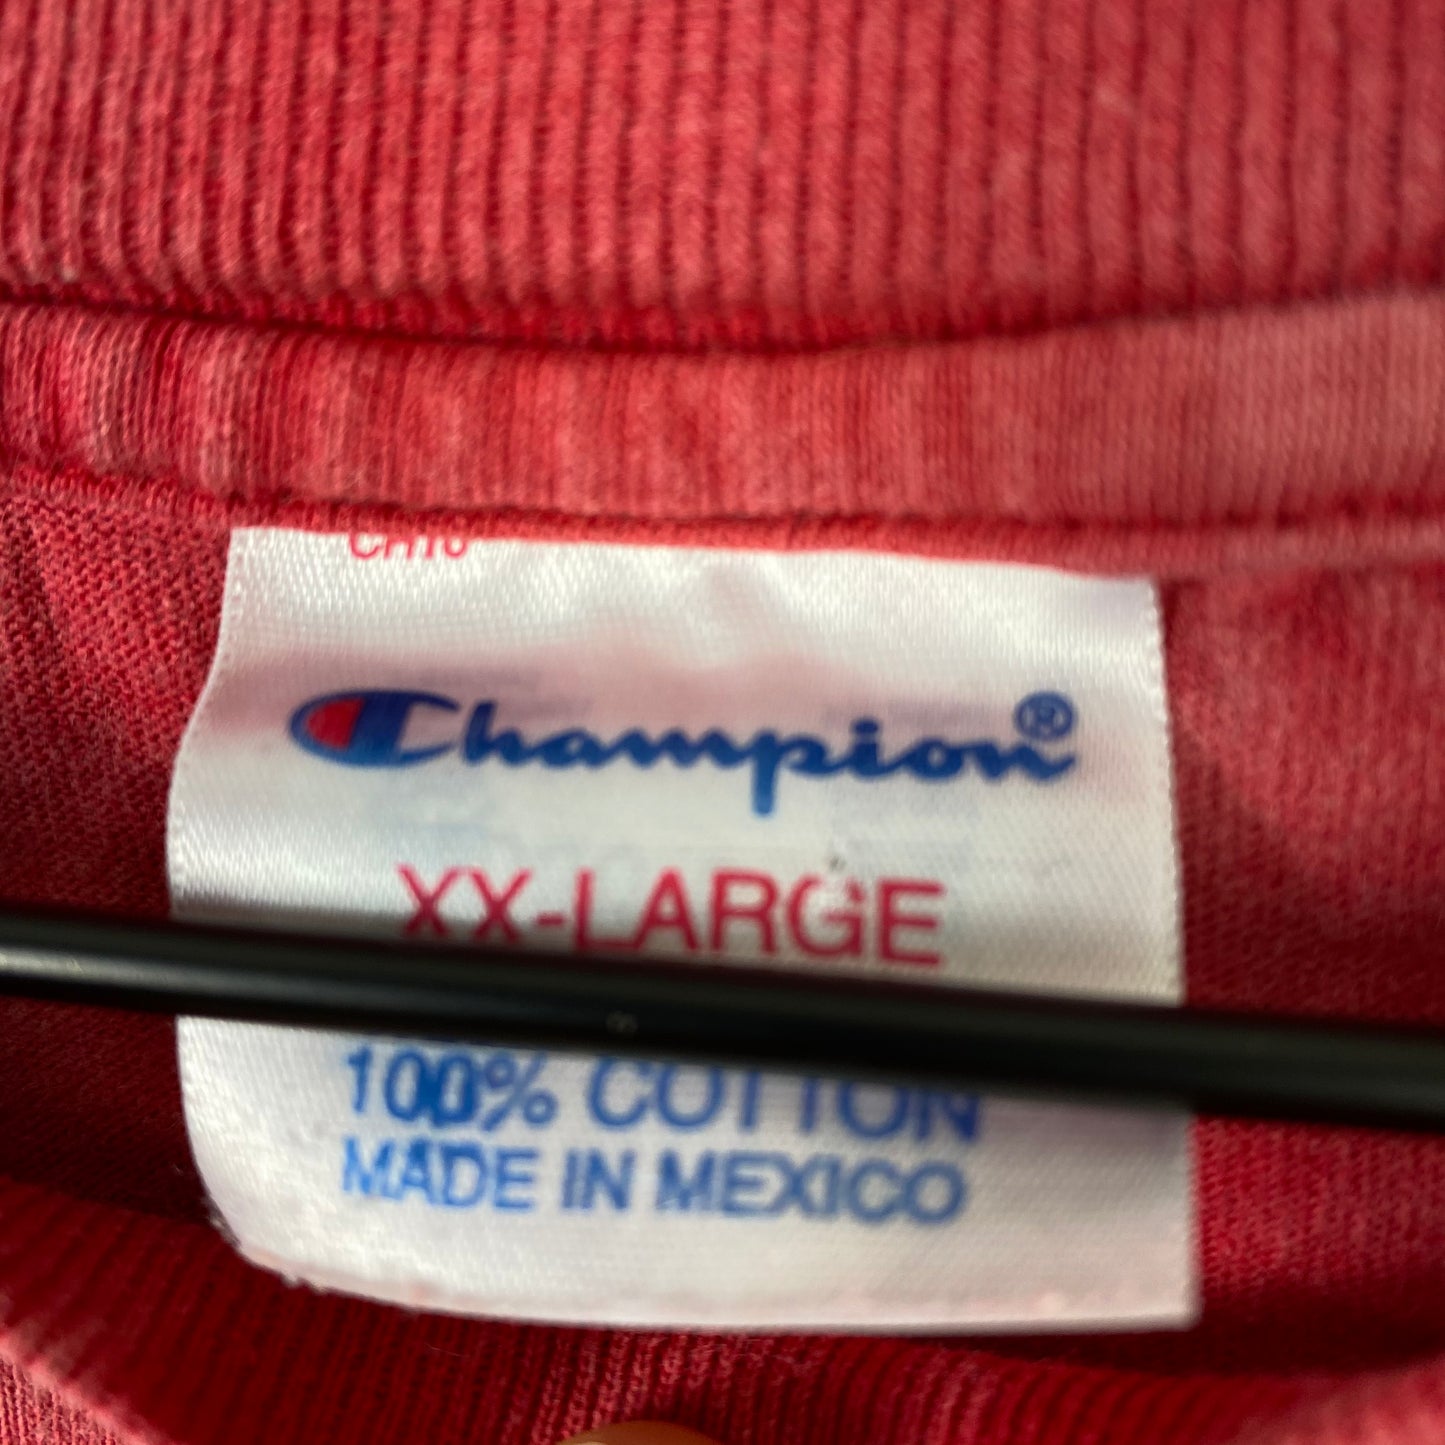 Champion®
XX-LARGE
100% COTTON
MADE IN MEXICO